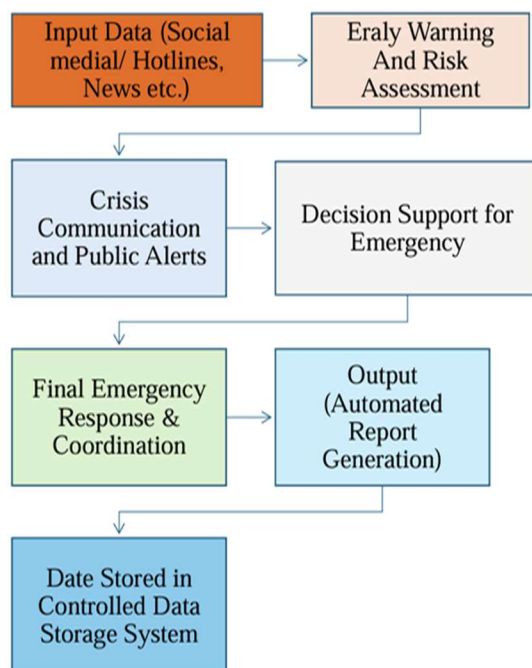 Input Data (Social
medial/ Hotlines,
News etc.)
Eraly Warning
And Risk
Assessment
Crisis
Communication
and Public Alerts
Decision Support for
Emergency
Final Emergency
Response &
Coordination
Output
(Automated
Report
Generation)
Date Stored in
Controlled Data
Storage System